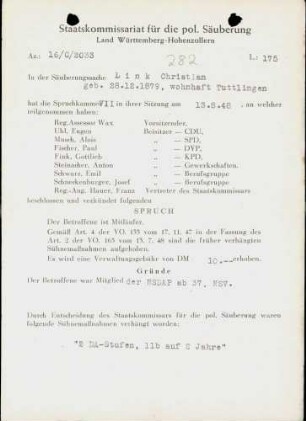 Staatskommissariat für die pol. Säuberung
Land Württemberg-Hohenzollern
Az.: 16/C/3033
282
L: 175
In der Säuberungssache Link Christian
geb. 28.12.1879, wohnhaft Tuttlingen
hat die Spruchkammer VII in ihrer Sitzung am 13.8.48, an welcher
teilgenommen haben:
Reg.Assessor Wax Vorsitzender,
Uhl, Eugen Beisitzer — CDU,
Munk, Alois „ — SPD,
Fischer, Paul „ — DVP,
Fink, Gottlieb „ — KPD,
Steinacher, Anton „ — Gewerkschaften,
Schwarz, Emil „ — Berufsgruppe
Schreckenberger, Josef „ — Berufsgruppe
Reg.-Ang. Hauer, Franz Vertreter des Staatskommissars
beschlossen und verkündet folgenden
SPRUCH
Der Betroffene ist Mitläufer.
Gemäß Art. 4 der VO. 133 vom 17. 11. 47 in der Fassung des
Art. 2 der VO. 165 vom 13. 7. 48 sind die früher verhängten
Sühnemaßnahmen aufgehoben.
Es wird eine Verwaltungsgebühr von DM 10.-- erhoben.
Gründe
Der Betroffene war Mitglied der NSDAP ab 37, NSV.
Durch Entscheidung des Staatskommissars für die pol. Säuberung waren
folgende Sühnemaßnahmen verhängt worden:
"2 DA-Stufen, 11b auf 2 Jahre"